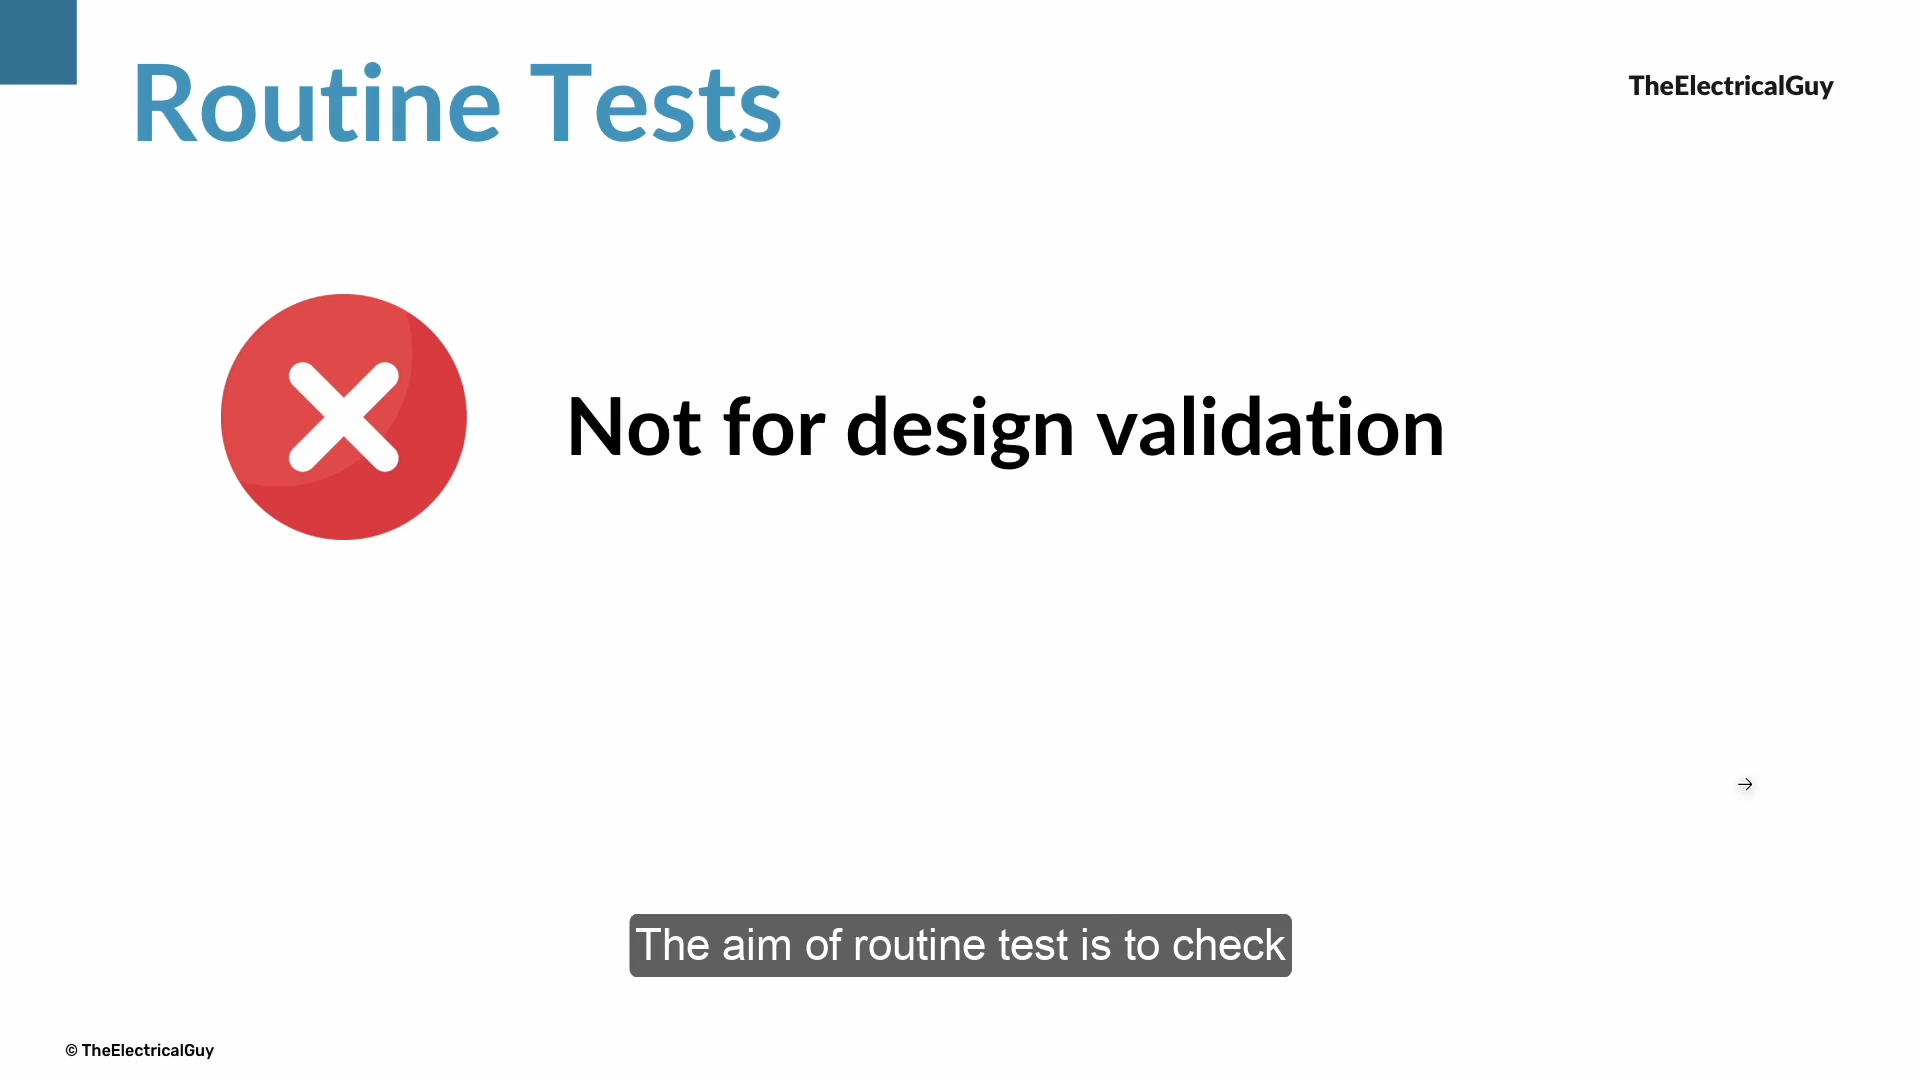 Routine Tests
TheElectricalGuy
Not for design validation
→
The aim of routine test is to check
© TheElectricalGuy